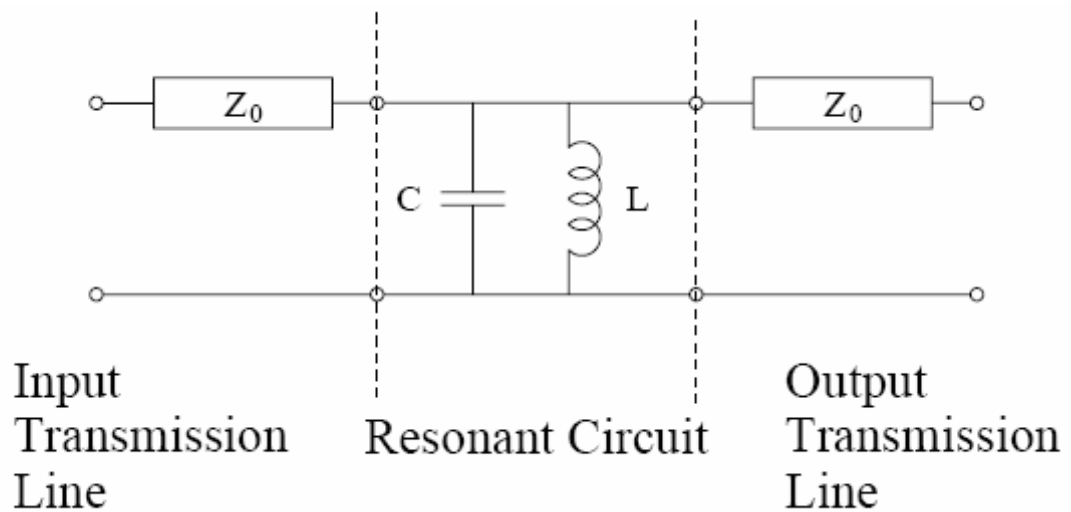 Z0
Z0
C
L
Input
Transmission
Line
Resonant Circuit
Output
Transmission
Line